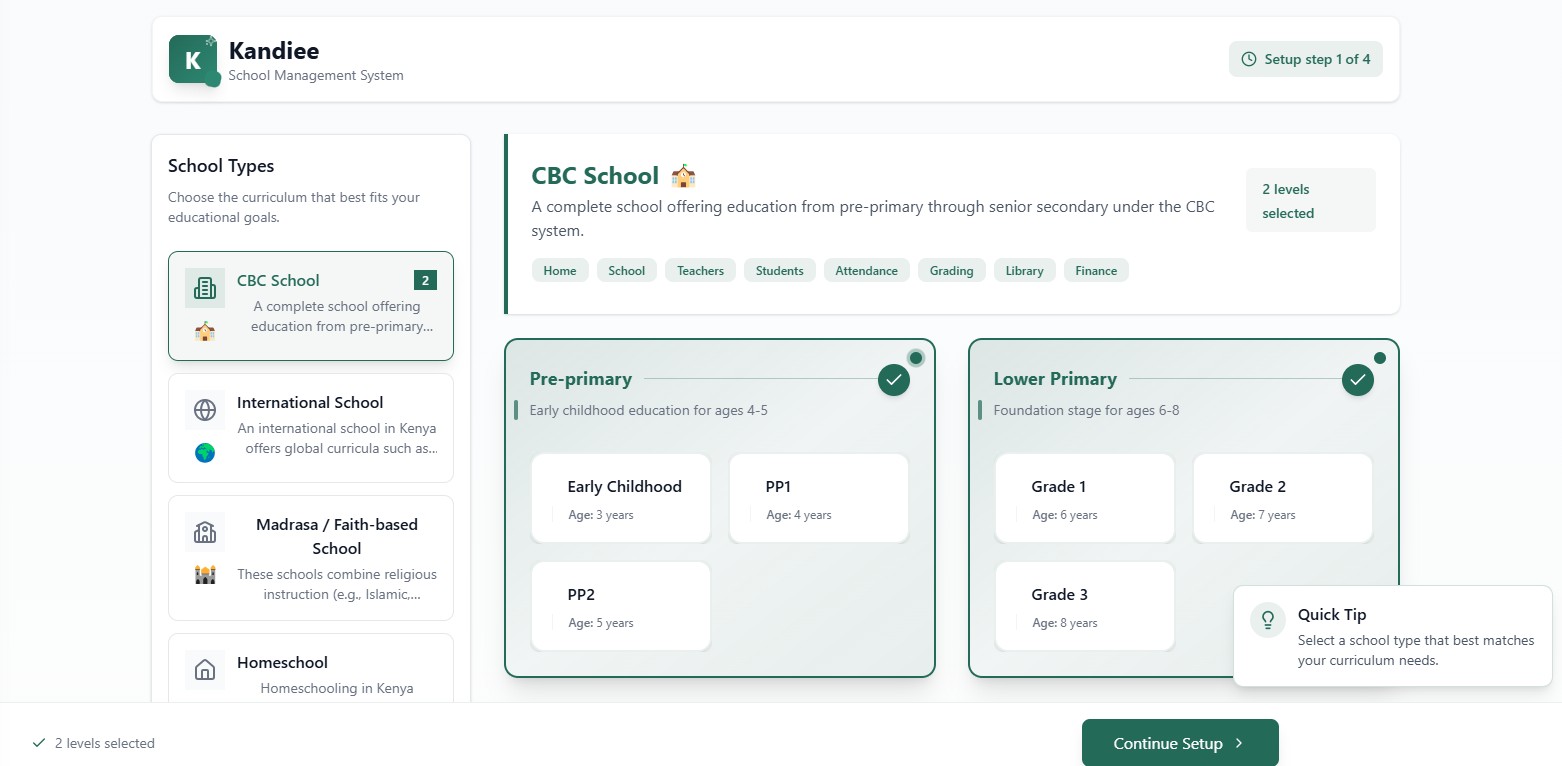 K
Kandiee
School Management System
Setup step 1 of 4
School Types
Choose the curriculum that best fits your
educational goals.
CBC School
2
A complete school offering
education from pre-primary...
International School
An international school in Kenya
offers global curricula such as...
Madrasa / Faith-based
School
These schools combine religious
instruction (e.g., Islamic,...
Homeschool
Homeschooling in Kenya
CBC School
A complete school offering education from pre-primary through senior secondary under the CBC
system.
2 levels
selected
Home
School
Teachers
Students
Attendance
Grading
Library
Finance
Pre-primary
Early childhood education for ages 4-5
Early Childhood
Age: 3 years
PP1
Age: 4 years
PP2
Age: 5 years
Lower Primary
Foundation stage for ages 6-8
Grade 1
Age: 6 years
Grade 2
Age: 7 years
Grade 3
Age: 8 years
Quick Tip
Select a school type that best matches
your curriculum needs.
2 levels selected
Continue Setup